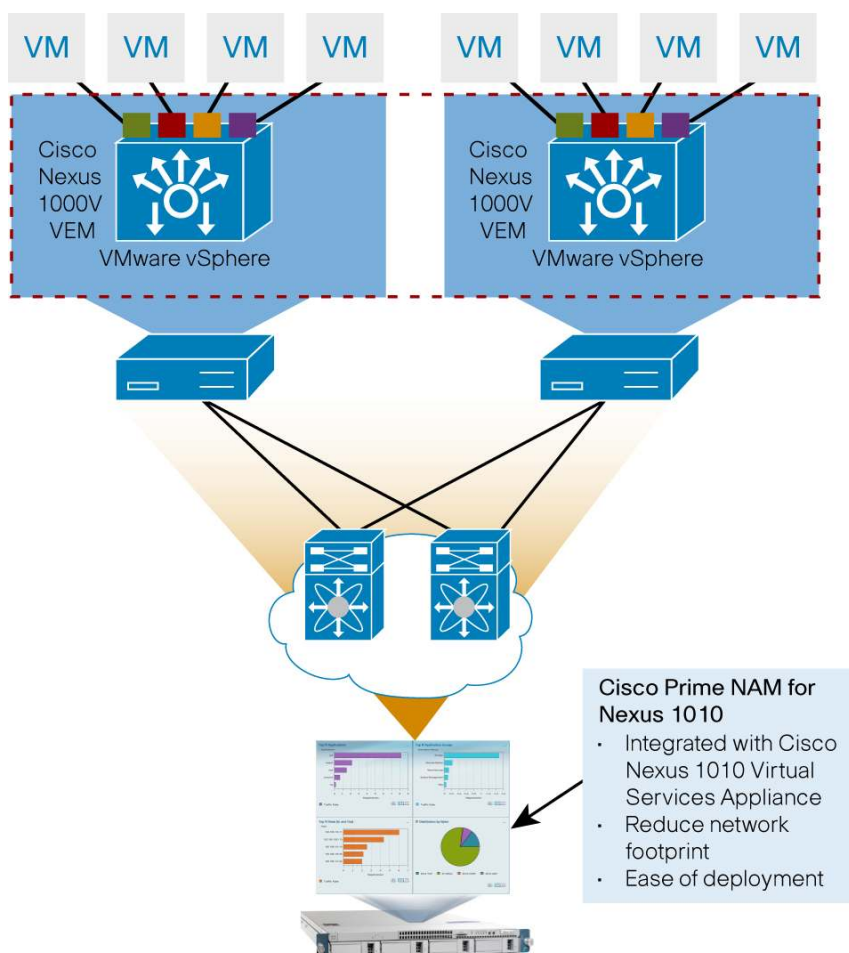 VM VM VM VM VM VM VM VM
Cisco
Nexus
1000V
VEM
VMware vSphere
Cisco
Nexus
1000V
VEM
VMware vSphere
Cisco Prime NAM for
Nexus 1010
• Integrated with Cisco
Nexus 1010 Virtual
Services Appliance
• Reduce network
footprint
• Ease of deployment